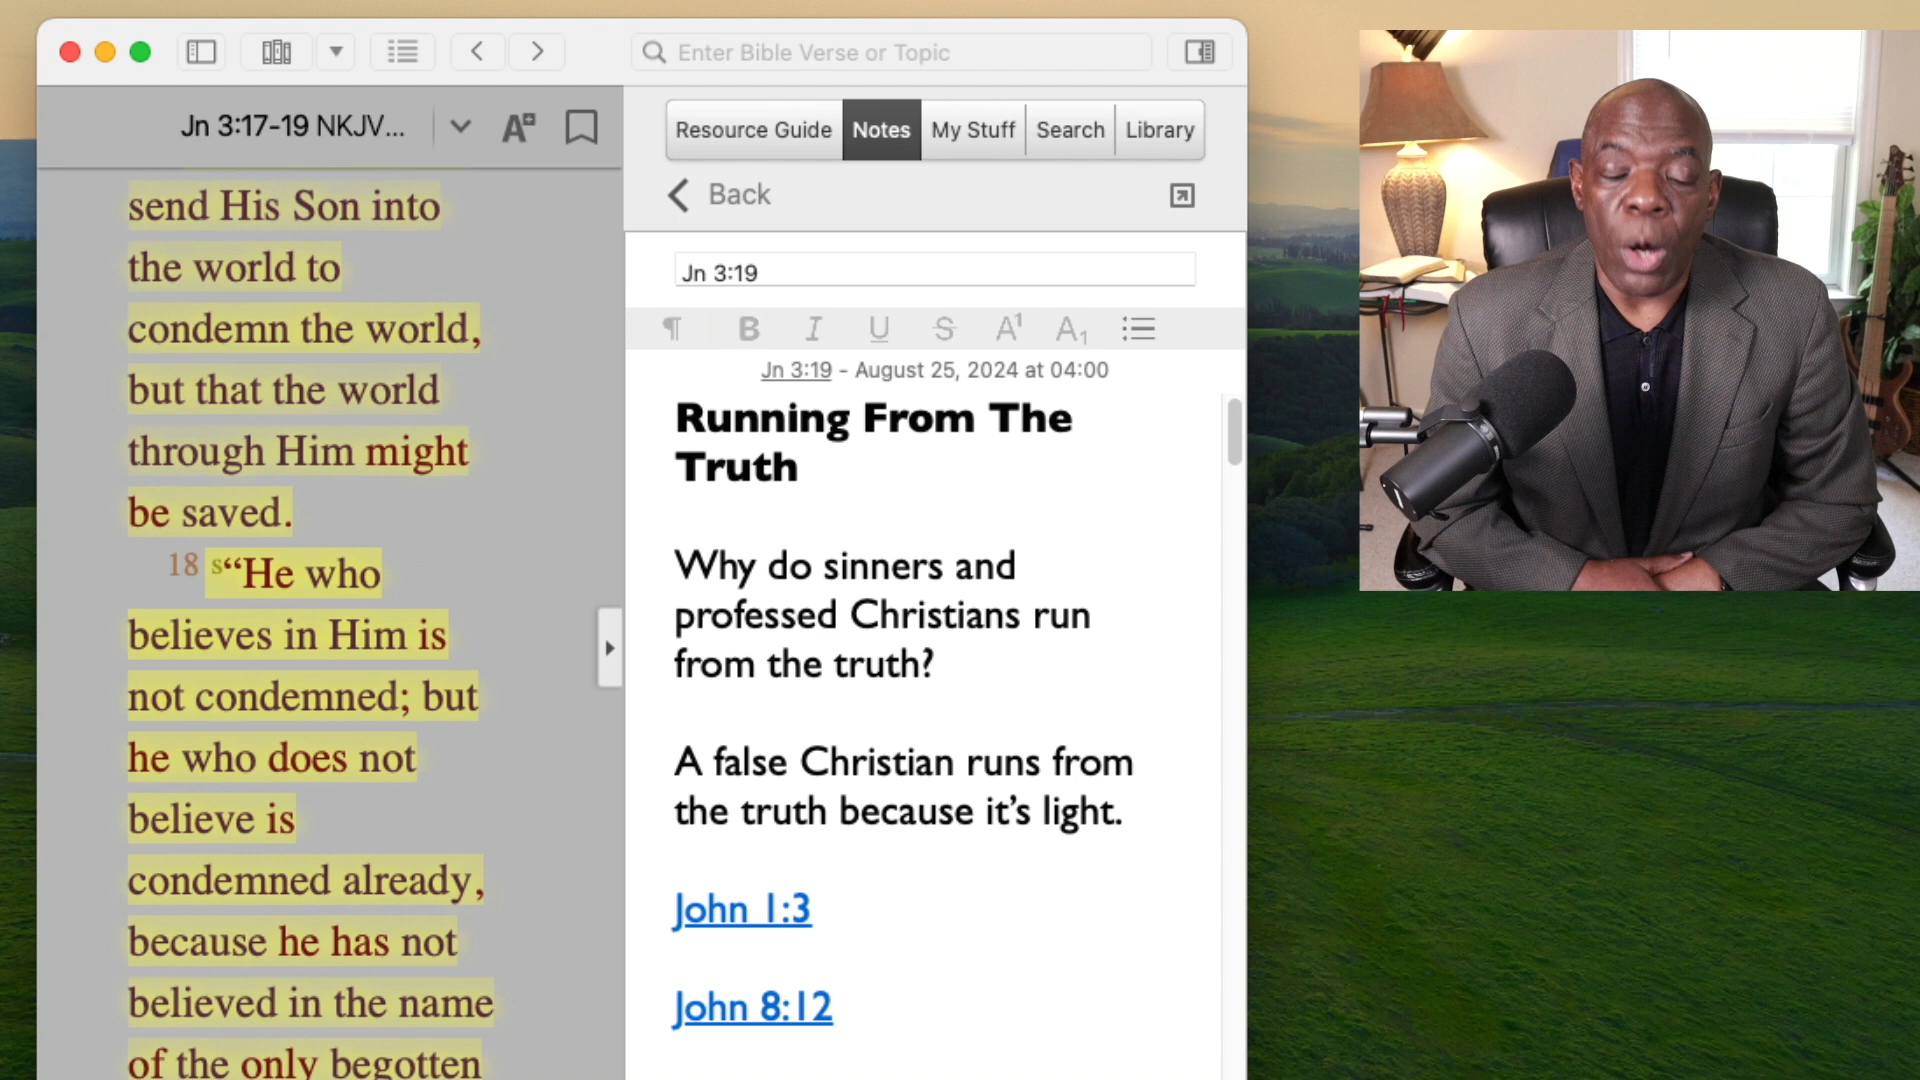 Enter Bible Verse or Topic
Jn 3:17-19 NKJV...
send His Son into
the world to
condemn the world,
but that the world
through Him might
be saved.
18 s“He who
believes in Him is
not condemned; but
he who does not
believe is
condemned already,
because he has not
believed in the name
of the only begotten
Resource Guide Notes My Stuff Search Library
Back
Jn 3:19
¶ B I U S A1 A1
Jn 3:19 - August 25, 2024 at 04:00
Running From The
Truth
Why do sinners and
professed Christians run
from the truth?
A false Christian runs from
the truth because it’s light.
John 1:3
John 8:12